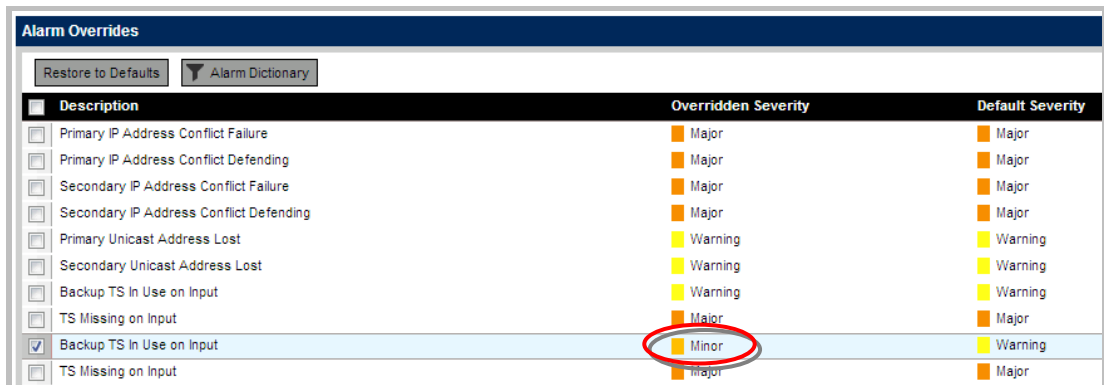 Alarm Overrides
Restore to Defaults Alarm Dictionary
Description Overridden Severity Default Severity
Primary IP Address Conflict Failure Major Major
Primary IP Address Conflict Defending Major Major
Secondary IP Address Conflict Failure Major Major
Secondary IP Address Conflict Defending Major Major
Primary Unicast Address Lost Warning Warning
Secondary Unicast Address Lost Warning Warning
Backup TS In Use on Input Warning Warning
TS Missing on Input Major Major
Backup TS In Use on Input Minor Warning
TS Missing on Input Major Major